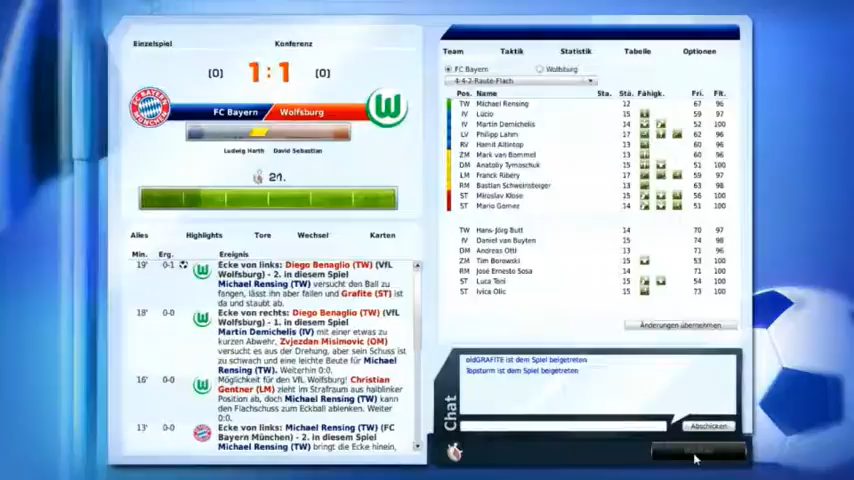 Einzelspiel Konferenz
[0] 1:1 [0]
FC Bayern Wolfsburg
Ludwig Harth David Sebastian
21.
Alles Highlights Tore Wechsel Karten
Min. Erg. Ereignis
19' 0-1 Ecke von links: Diego Benaglio (TW) (VfL
Wolfsburg) - 2. in diesem Spiel
Michael Rensing (TW) versucht den Ball zu
fangen, lässt ihn aber fallen und Grafite (ST) ist
da und staubt ab.
18' 0-0 Ecke von rechts: Diego Benaglio (TW) (VfL
Wolfsburg) - 1. in diesem Spiel
Martin Demichelis (IV) mit einer etwas zu
kurzen Abwehr, Zvjezdan Misimovic (OM)
versucht es aus der Drehung, aber sein Schuss ist
zu schwach und eine leichte Beute für Michael
Rensing (TW). Weiterhin 0:0.
16' 0-0 Möglichkeit für den VfL Wolfsburg! Christian
Gentner (LM) zieht im Strafraum aus halblinker
Position ab, doch Michael Rensing (TW) kann
den Flachschuss zum Eckball ablenken. Weiter
0:0.
13' 0-0 Ecke von links: Michael Rensing (TW) (FC
Bayern München) - 2. in diesem Spiel
Michael Rensing (TW) bringt die Ecke hinein,
Team Taktik Statistik Tabelle Optionen
FC Bayern Wolfsburg
4-4-2-Raute-Flach
Pos. Name Sta. Stä. Fähigk. Fri. Fit.
TW Michael Rensing 12 67 96
IV Lúcio 15 59 97
IV Martin Demichelis 14 52 100
LV Philipp Lahm 17 62 96
RV Hamit Altintop 13 60 96
ZM Mark van Bommel 13 60 96
DM Anatoliy Tymoschuk 15 51 100
LM Franck Ribéry 17 59 97
RM Bastian Schweinsteiger 13 63 98
ST Miroslav Klose 15 56 100
ST Mario Gomez 14 51 100
TW Hans-Jörg Butt 14 70 97
IV Daniel van Buyten 15 74 98
DM Andreas Ottl 13 71 96
ZM Tim Borowski 15 53 100
RM José Ernesto Sosa 14 71 100
ST Luca Toni 15 54 100
ST Ivica Olic 15 73 100
Änderungen übernehmen
oldGRAFITE ist dem Spiel beigetreten
Topsturm ist dem Spiel beigetreten
Chat
Abschicken